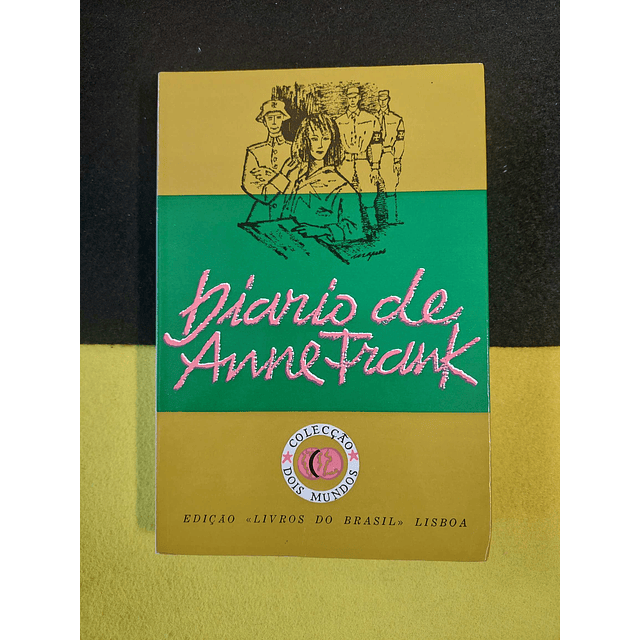 Diario de
Anne Frank
COLECÇÃO
DOIS MUNDOS
EDIÇÃO «LIVROS DO BRASIL» LISBOA